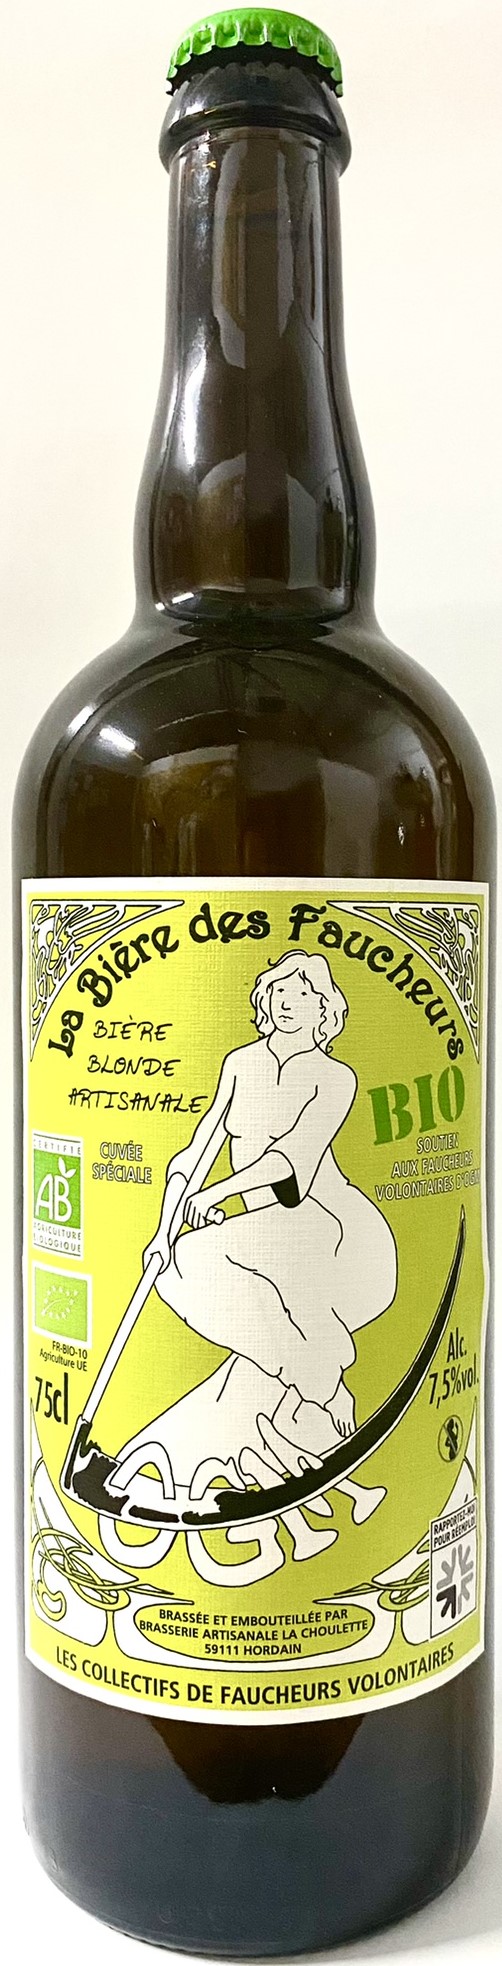 La Bière des Faucheurs
BIÈRE
BLONDE
ARTISANALE
BIO
CUVÉE
SPÉCIALE
SOUTIEN
AUX FAUCHEURS
VOLONTAIRES D'OGM
CERTIFIÉ
AB
AGRICULTURE
BIOLOGIQUE
FR-BIO-10
Agriculture UE
75cl
Alc.
7,5%vol.
OGM
RAPPORTEZ-MOI
POUR RÉEMPLOI
BRASSÉE ET EMBOUTEILLÉE PAR
BRASSERIE ARTISANALE LA CHOULETTE
59111 HORDAIN
LES COLLECTIFS DE FAUCHEURS VOLONTAIRES